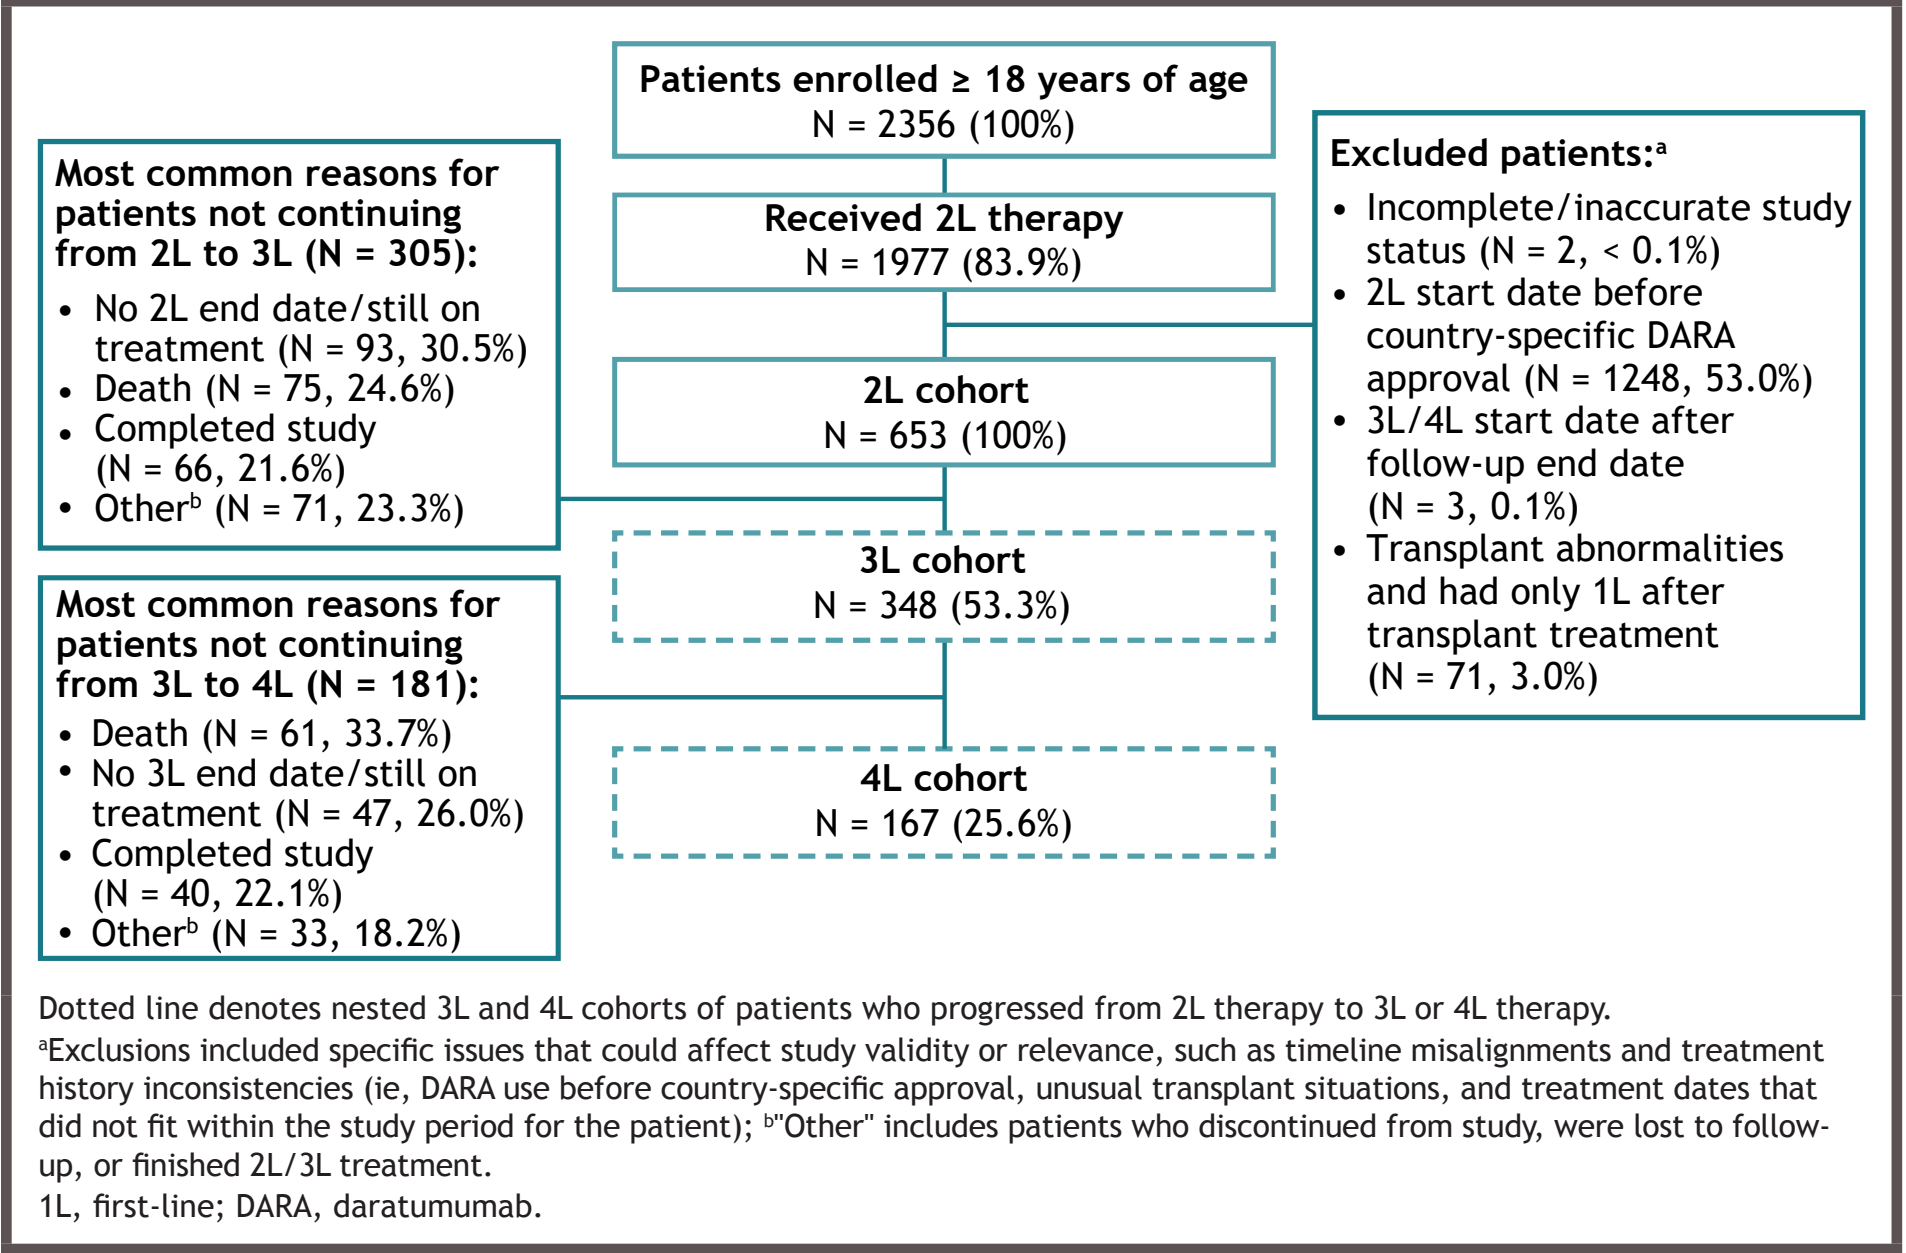 Patients enrolled ≥ 18 years of age
N = 2356 (100%)
Received 2L therapy
N = 1977 (83.9%)
Excluded patients:ᵃ
• Incomplete/inaccurate study
status (N = 2, < 0.1%)
• 2L start date before
country-specific DARA
approval (N = 1248, 53.0%)
• 3L/4L start date after
follow-up end date
(N = 3, 0.1%)
• Transplant abnormalities
and had only 1L after
transplant treatment
(N = 71, 3.0%)
2L cohort
N = 653 (100%)
Most common reasons for
patients not continuing
from 2L to 3L (N = 305):
• No 2L end date/still on
treatment (N = 93, 30.5%)
• Death (N = 75, 24.6%)
• Completed study
(N = 66, 21.6%)
• Otherᵇ (N = 71, 23.3%)
3L cohort
N = 348 (53.3%)
Most common reasons for
patients not continuing
from 3L to 4L (N = 181):
• Death (N = 61, 33.7%)
• No 3L end date/still on
treatment (N = 47, 26.0%)
• Completed study
(N = 40, 22.1%)
• Otherᵇ (N = 33, 18.2%)
4L cohort
N = 167 (25.6%)
Dotted line denotes nested 3L and 4L cohorts of patients who progressed from 2L therapy to 3L or 4L therapy.
ᵃExclusions included specific issues that could affect study validity or relevance, such as timeline misalignments and treatment
history inconsistencies (ie, DARA use before country-specific approval, unusual transplant situations, and treatment dates that
did not fit within the study period for the patient); ᵇ"Other" includes patients who discontinued from study, were lost to follow-
up, or finished 2L/3L treatment.
1L, first-line; DARA, daratumumab.